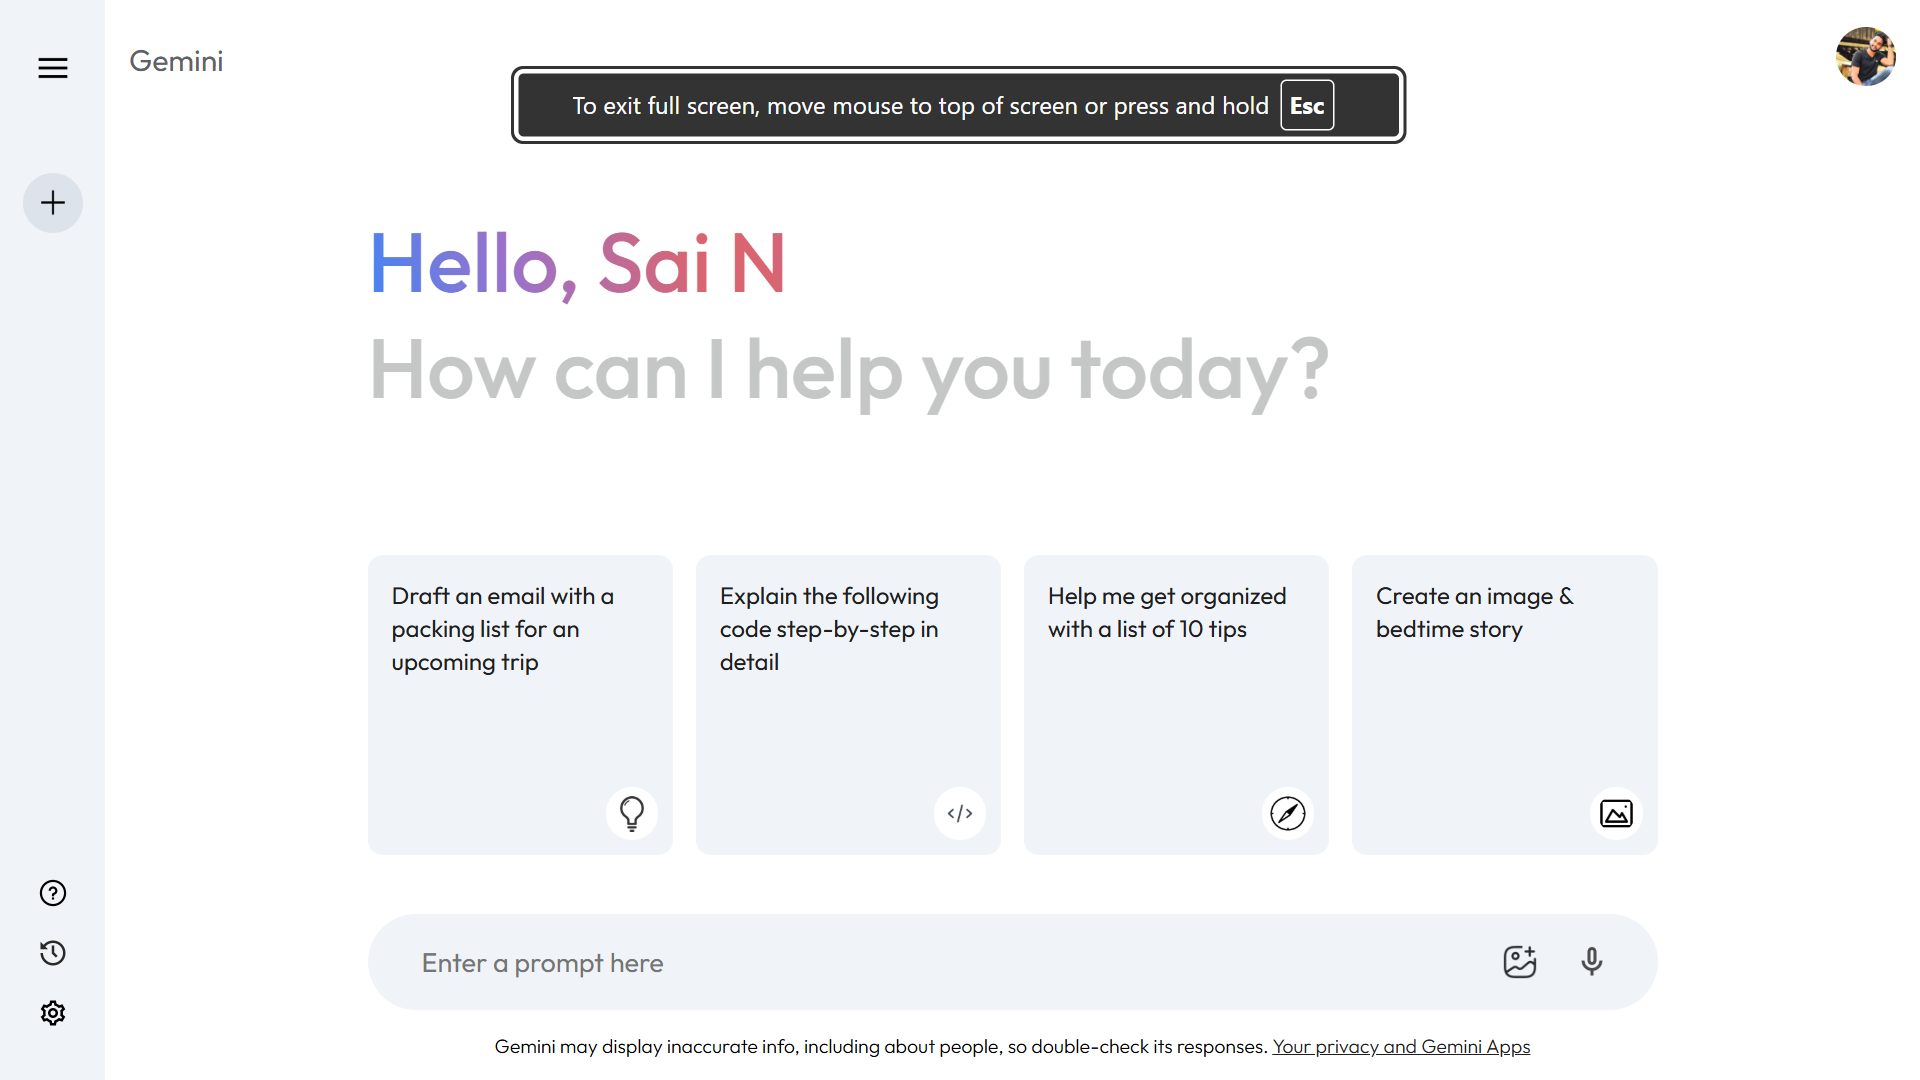 Gemini
To exit full screen, move mouse to top of screen or press and hold Esc
Hello, Sai N
How can I help you today?
Draft an email with a
packing list for an
upcoming trip
Explain the following
code step-by-step in
detail
Help me get organized
with a list of 10 tips
Create an image &
bedtime story
Enter a prompt here
Gemini may display inaccurate info, including about people, so double-check its responses. Your privacy and Gemini Apps